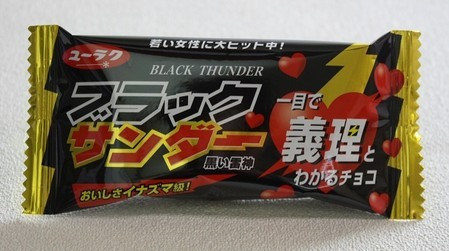 若い女性に大ヒット中!
ユーラク
BLACK THUNDER
ブラック
サンダー
黒い雷神
おいしさイナズマ級!
一目で
義理と
わかるチョコ